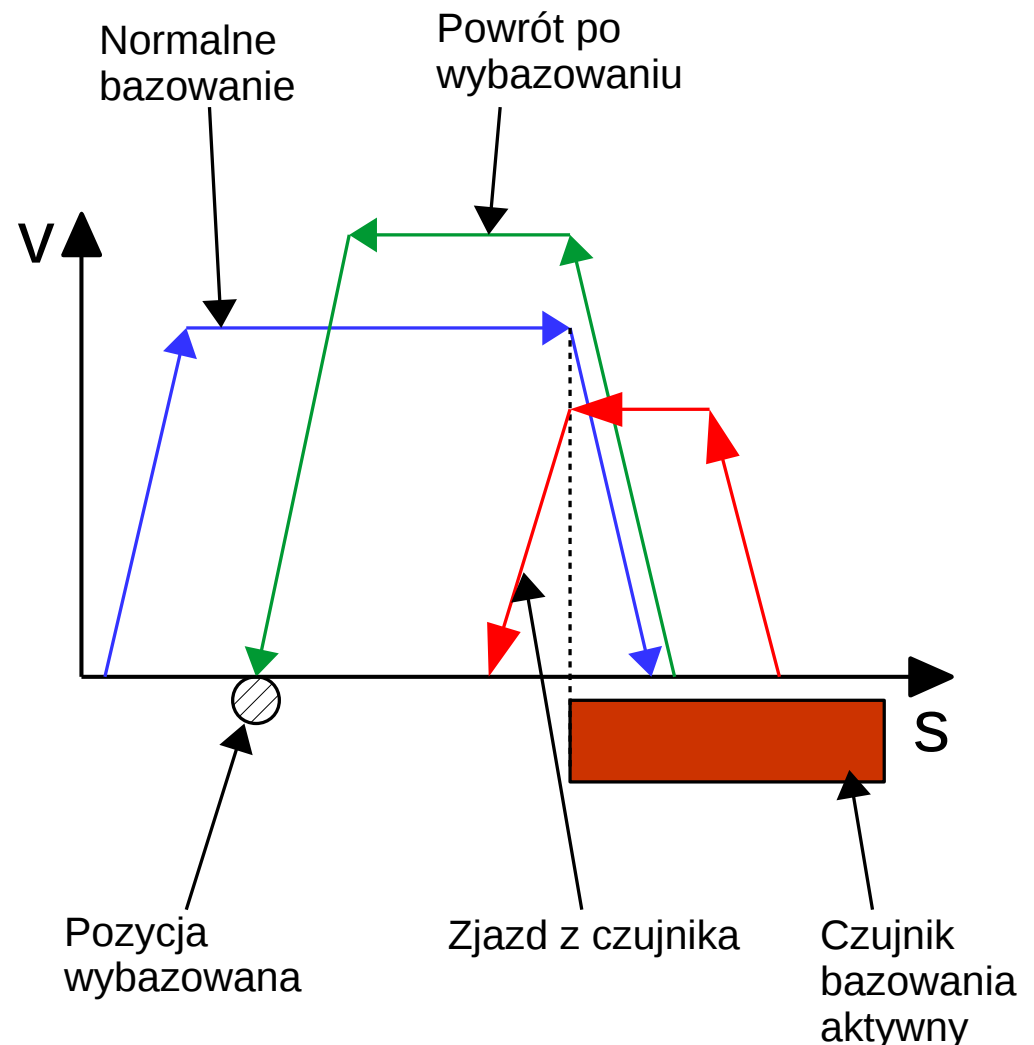 Normalne
bazowanie
Powrót po
wybazowaniu
v
s
Pozycja
wybazowana
Zjazd z czujnika
Czujnik
bazowania
aktywny